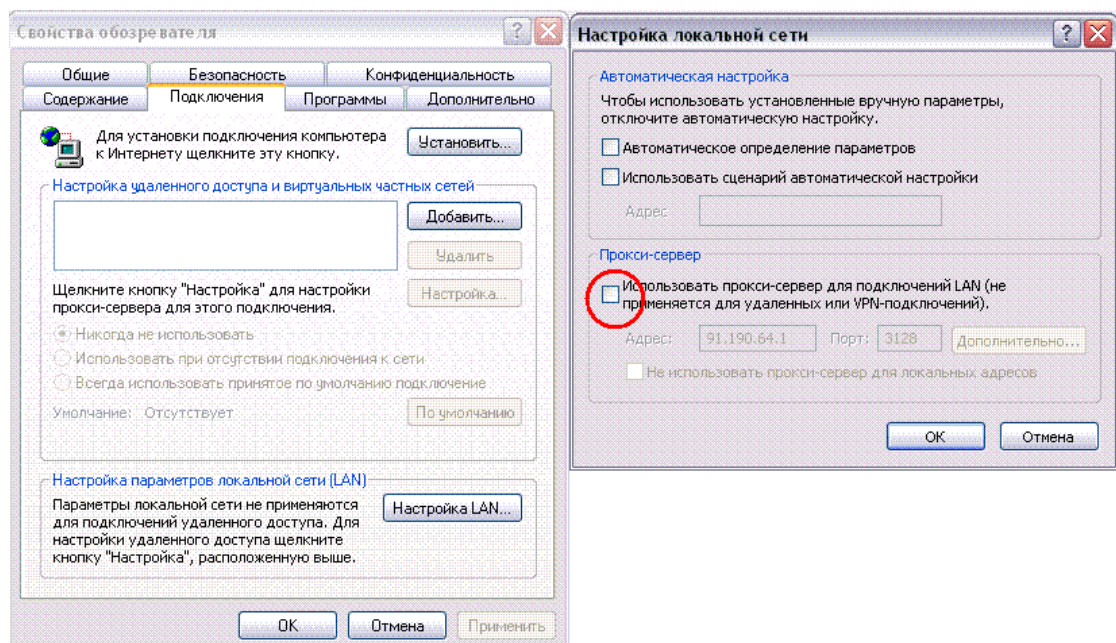 Свойства обозревателя
Общие
Безопасность
Конфиденциальность
Содержание
Подключения
Программы
Дополнительно
Для установки подключения компьютера
к Интернету щелкните эту кнопку.
Установить...
Настройка удаленного доступа и виртуальных частных сетей
Добавить...
Удалить
Щелкните кнопку "Настройка" для настройки
прокси-сервера для этого подключения.
Настройка...
Никогда не использовать
Использовать при отсутствии подключения к сети
Всегда использовать принятое по умолчанию подключение
Умолчание: Отсутствует
По умолчанию
Настройка параметров локальной сети (LAN)
Параметры локальной сети не применяются
для подключений удаленного доступа. Для
настройки удаленного доступа щелкните
кнопку "Настройка", расположенную выше.
Настройка LAN...
ОК
Отмена
Применить
Настройка локальной сети
Автоматическая настройка
Чтобы использовать установленные вручную параметры,
отключите автоматическую настройку.
Автоматическое определение параметров
Использовать сценарий автоматической настройки
Адрес
Прокси-сервер
Использовать прокси-сервер для подключений LAN (не
применяется для удаленных или VPN-подключений).
Адрес: 91.190.64.1 Порт: 3128 Дополнительно...
Не использовать прокси-сервер для локальных адресов
ОК
Отмена